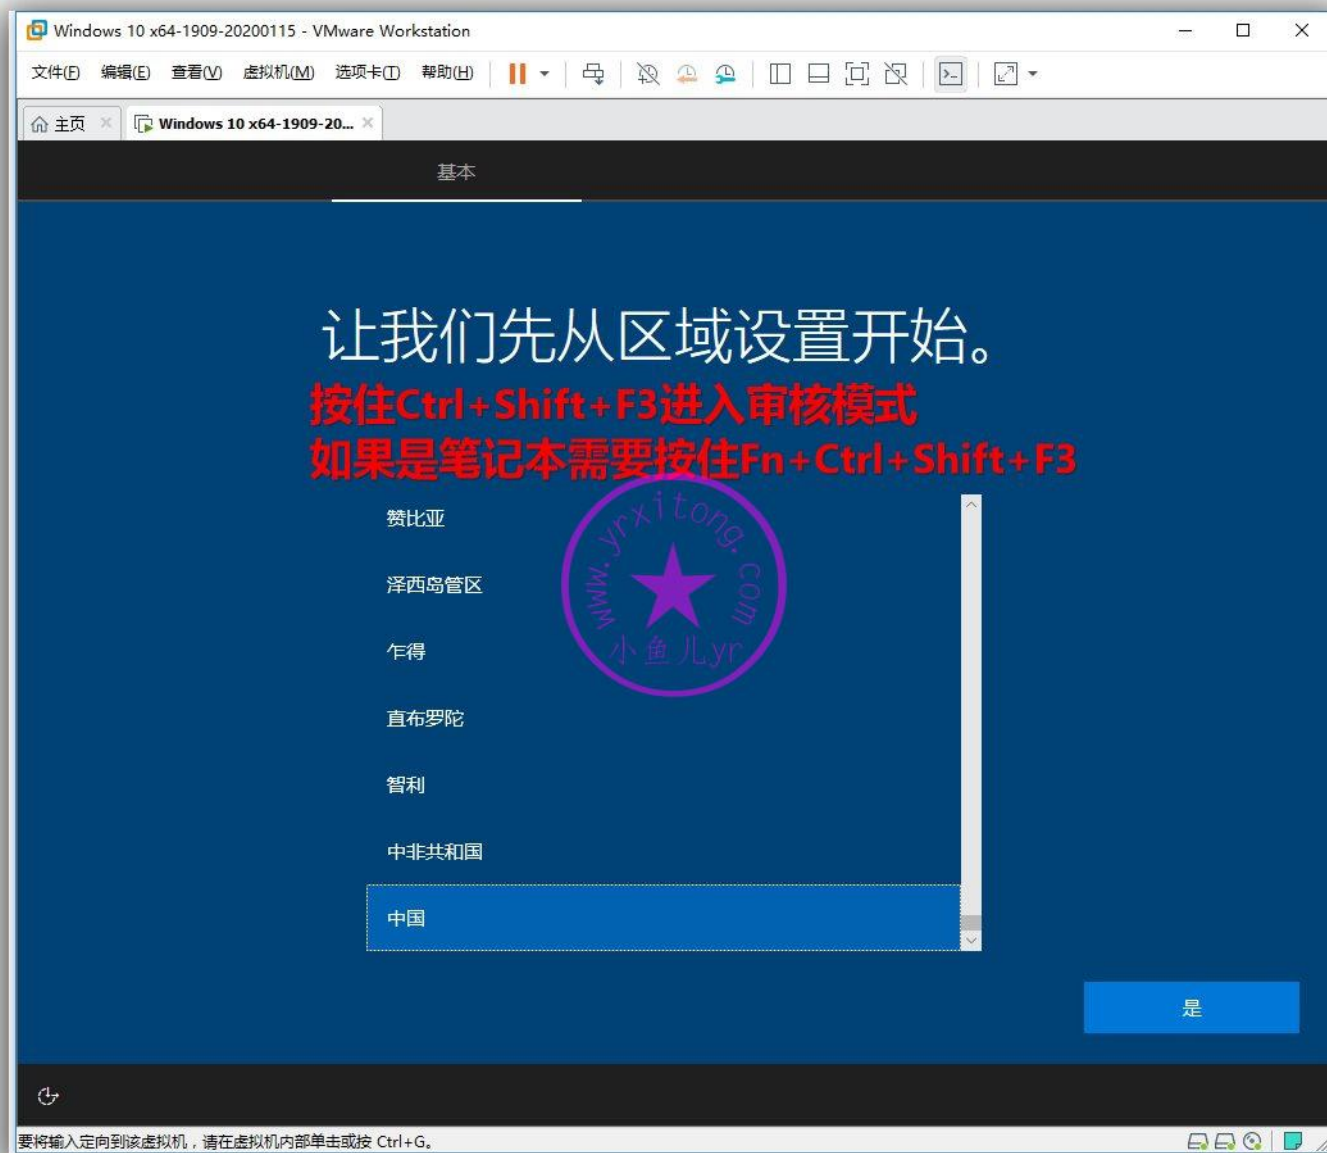 Windows 10 x64-1909-20200115 - VMware Workstation
文件(F) 编辑(E) 查看(V) 虚拟机(M) 选项卡(T) 帮助(H)
主页 Windows 10 x64-1909-20...
基本
让我们先从区域设置开始。
按住Ctrl+Shift+F3进入审核模式
如果是笔记本需要按住Fn+Ctrl+Shift+F3
赞比亚
www.yrxitong.com
泽西岛管区
乍得
小鱼儿yr
直布罗陀
智利
中非共和国
中国
是
要将输入定向到该虚拟机，请在虚拟机内部单击或按 Ctrl+G。